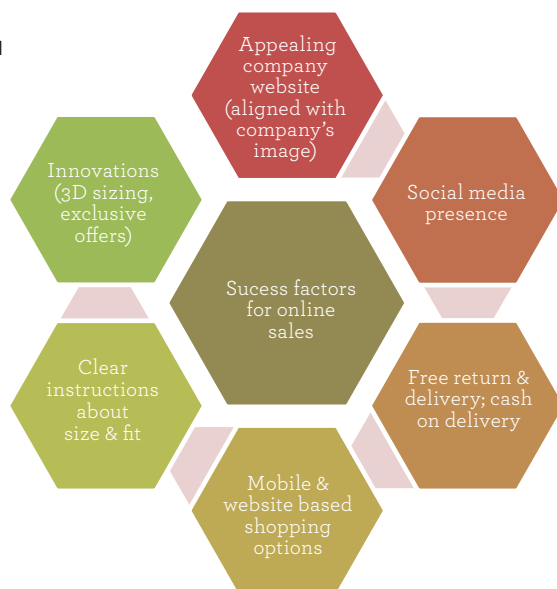 Appealing
company
website
(aligned with
company's
image)
Social media
presence
Free return &
delivery; cash
on delivery
Mobile &
website based
shopping
options
Clear
instructions
about
size & fit
Innovations
(3D sizing,
exclusive
offers)
Sucess factors
for online
sales